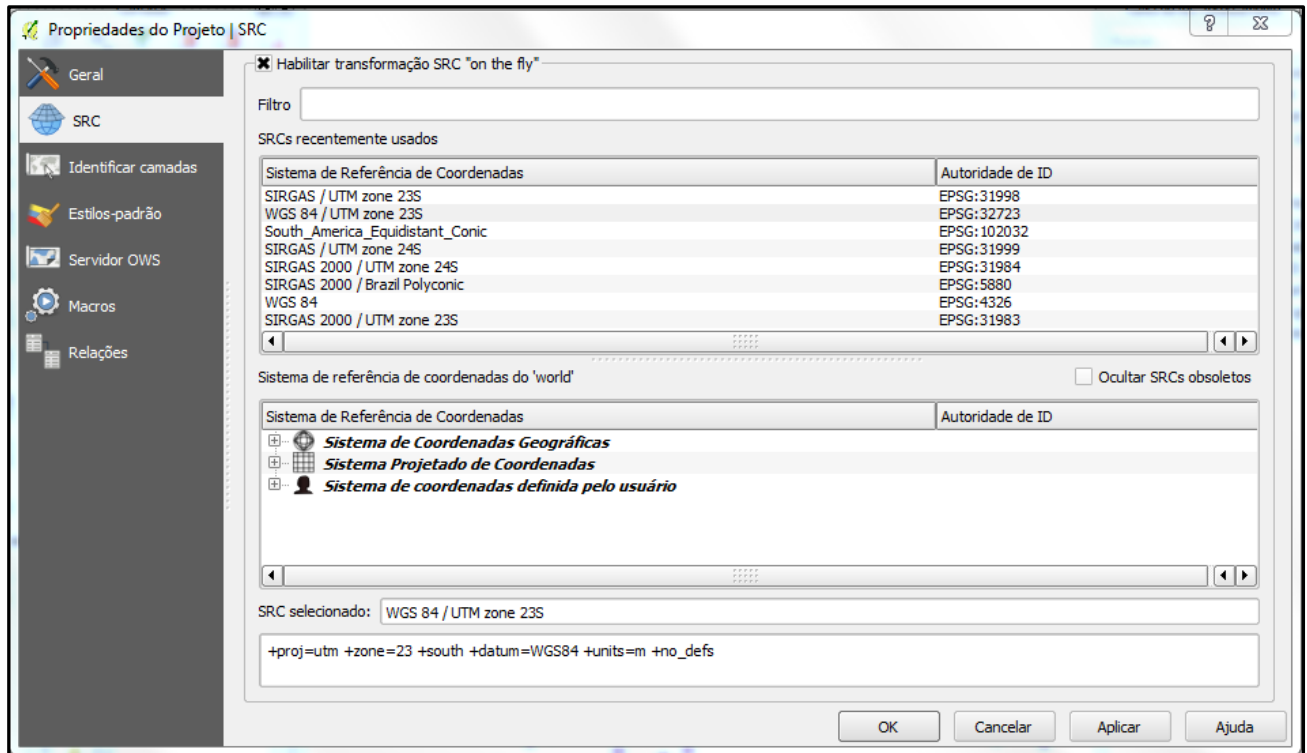 Propriedades do Projeto | SRC
Geral
SRC
Identificar camadas
Estilos-padrão
Servidor OWS
Macros
Relações
Habilitar transformação SRC "on the fly"
Filtro
SRCs recentemente usados
Sistema de Referência de Coordenadas Autoridade de ID
SIRGAS / UTM zone 23S EPSG:31998
WGS 84 / UTM zone 23S EPSG:32723
South_America_Equidistant_Conic EPSG:102032
SIRGAS / UTM zone 24S EPSG:31999
SIRGAS 2000 / UTM zone 24S EPSG:31984
SIRGAS 2000 / Brazil Polyconic EPSG:5880
WGS 84 EPSG:4326
SIRGAS 2000 / UTM zone 23S EPSG:31983
Sistema de referência de coordenadas do 'world' Ocultar SRCs obsoletos
Sistema de Referência de Coordenadas Autoridade de ID
Sistema de Coordenadas Geográficas
Sistema Projetado de Coordenadas
Sistema de coordenadas definida pelo usuário
SRC selecionado: WGS 84 / UTM zone 23S
+proj=utm +zone=23 +south +datum=WGS84 +units=m +no_defs
OK Cancelar Aplicar Ajuda